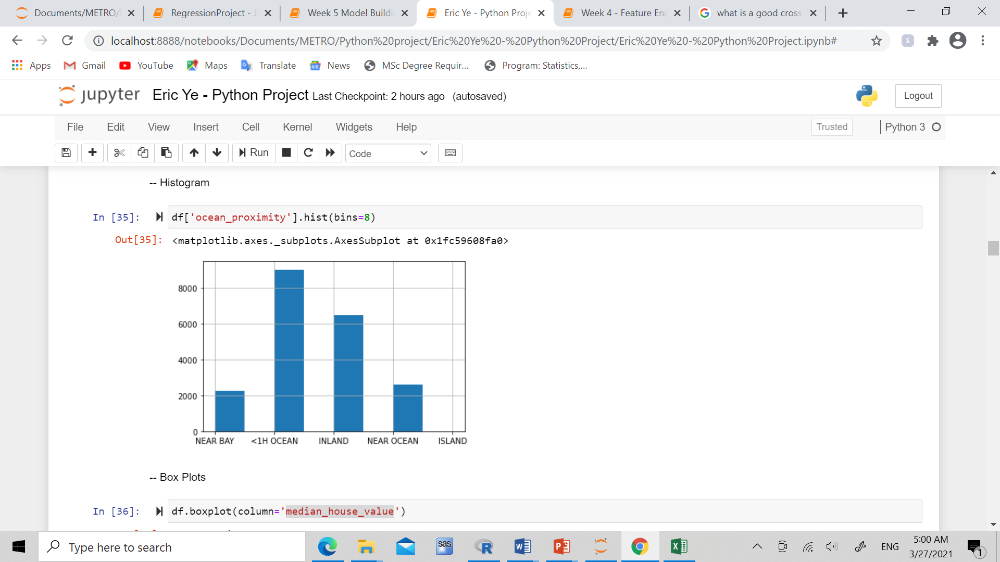 Documents/METRO/
RegressionProject - J
Week 5 Model Buildi
Eric Ye - Python Proje
Week 4 - Feature Eng
what is a good cross
localhost:8888/notebooks/Documents/METRO/Python%20project/Eric%20Ye%20-%20Python%20Project/Eric%20Ye%20-%20Python%20Project.ipynb#
Apps Gmail YouTube Maps Translate News MSc Degree Requir... Program: Statistics,...
jupyter Eric Ye - Python Project Last Checkpoint: 2 hours ago (autosaved) Logout
File Edit View Insert Cell Kernel Widgets Help Trusted Python 3
Run Code
-- Histogram
In [35]: df['ocean_proximity'].hist(bins=8)
Out[35]: <matplotlib.axes._subplots.AxesSubplot at 0x1fc59608fa0>
8000
6000
4000
2000
0
NEAR BAY <1H OCEAN INLAND NEAR OCEAN ISLAND
-- Box Plots
In [36]: df.boxplot(column='median_house_value')
Type here to search
sas
ENG
5:00 AM
3/27/2021
1